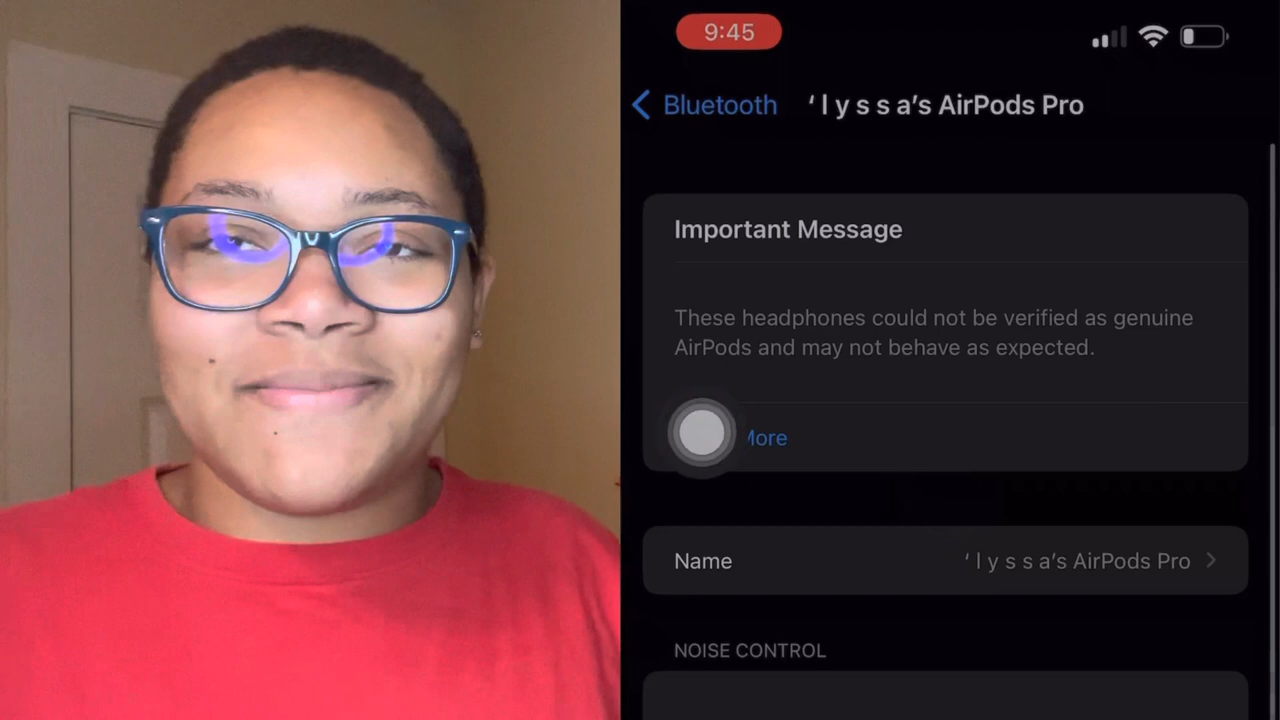 9:45
Bluetooth
‘ l y s s a’s AirPods Pro
Important Message
These headphones could not be verified as genuine
AirPods and may not behave as expected.
More
Name
‘ l y s s a’s AirPods Pro
NOISE CONTROL